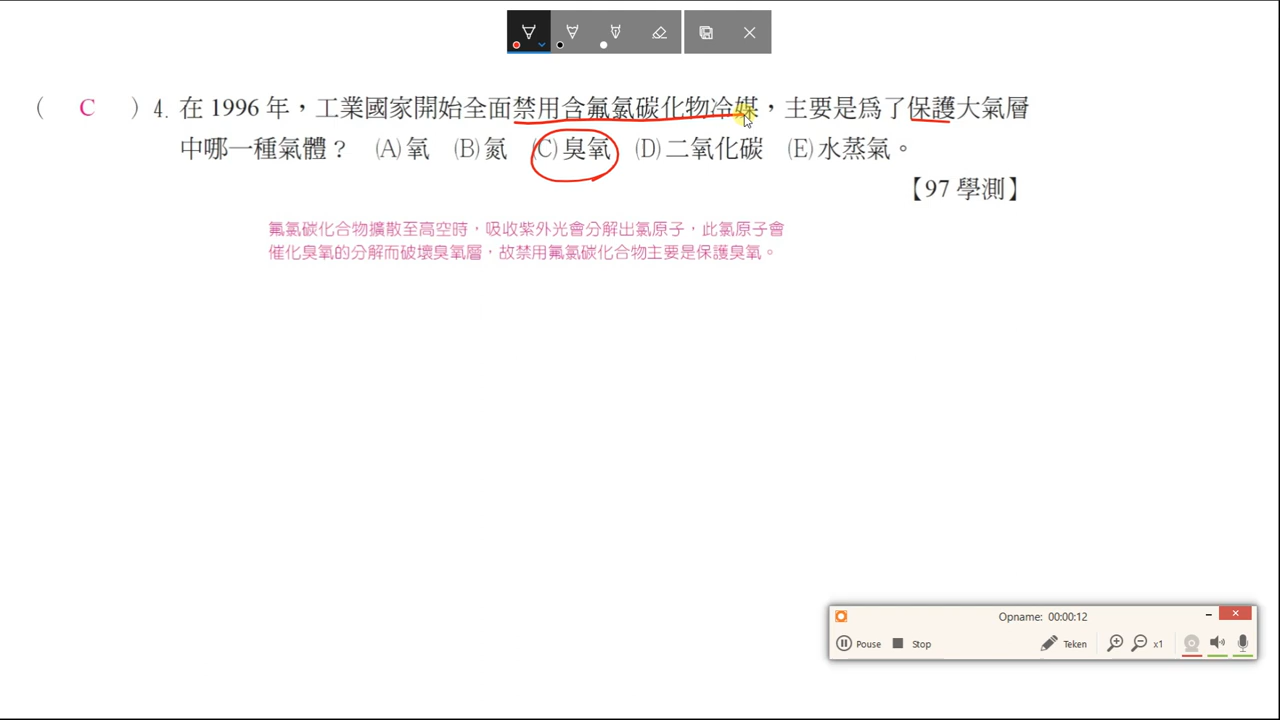 ( C ) 4. 在 1996 年，工業國家開始全面禁用含氟氯碳化物冷媒，主要是為了保護大氣層
中哪一種氣體？ (A)氧 (B)氮 (C)臭氧 (D)二氧化碳 (E)水蒸氣。
【97 學測】
氟氯碳化合物擴散至高空時，吸收紫外光會分解出氯原子，此氯原子會
催化臭氧的分解而破壞臭氧層，故禁用氟氯碳化合物主要是保護臭氧。
Opname: 00:00:12
Pause Stop Teken x1